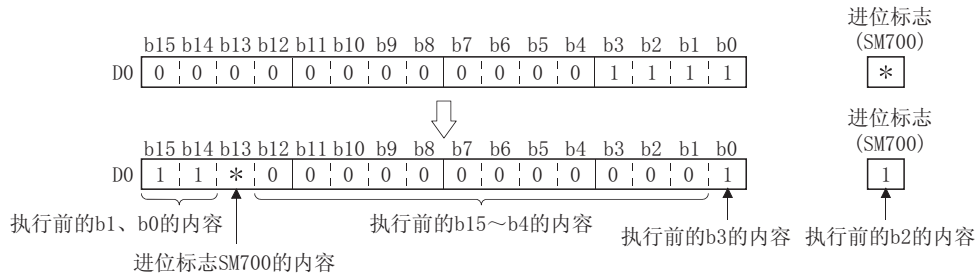 进位标志
(SM700)
b15 b14 b13 b12 b11 b10 b9 b8 b7 b6 b5 b4 b3 b2 b1 b0
D0 0 0 0 0 0 0 0 0 0 0 0 0 1 1 1 1 *
进位标志
(SM700)
b15 b14 b13 b12 b11 b10 b9 b8 b7 b6 b5 b4 b3 b2 b1 b0
D0 1 1 * 0 0 0 0 0 0 0 0 0 0 0 0 1 1
执行前的b1、b0的内容 执行前的b15～b4的内容 执行前的b3的内容 执行前的b2的内容
进位标志SM700的内容